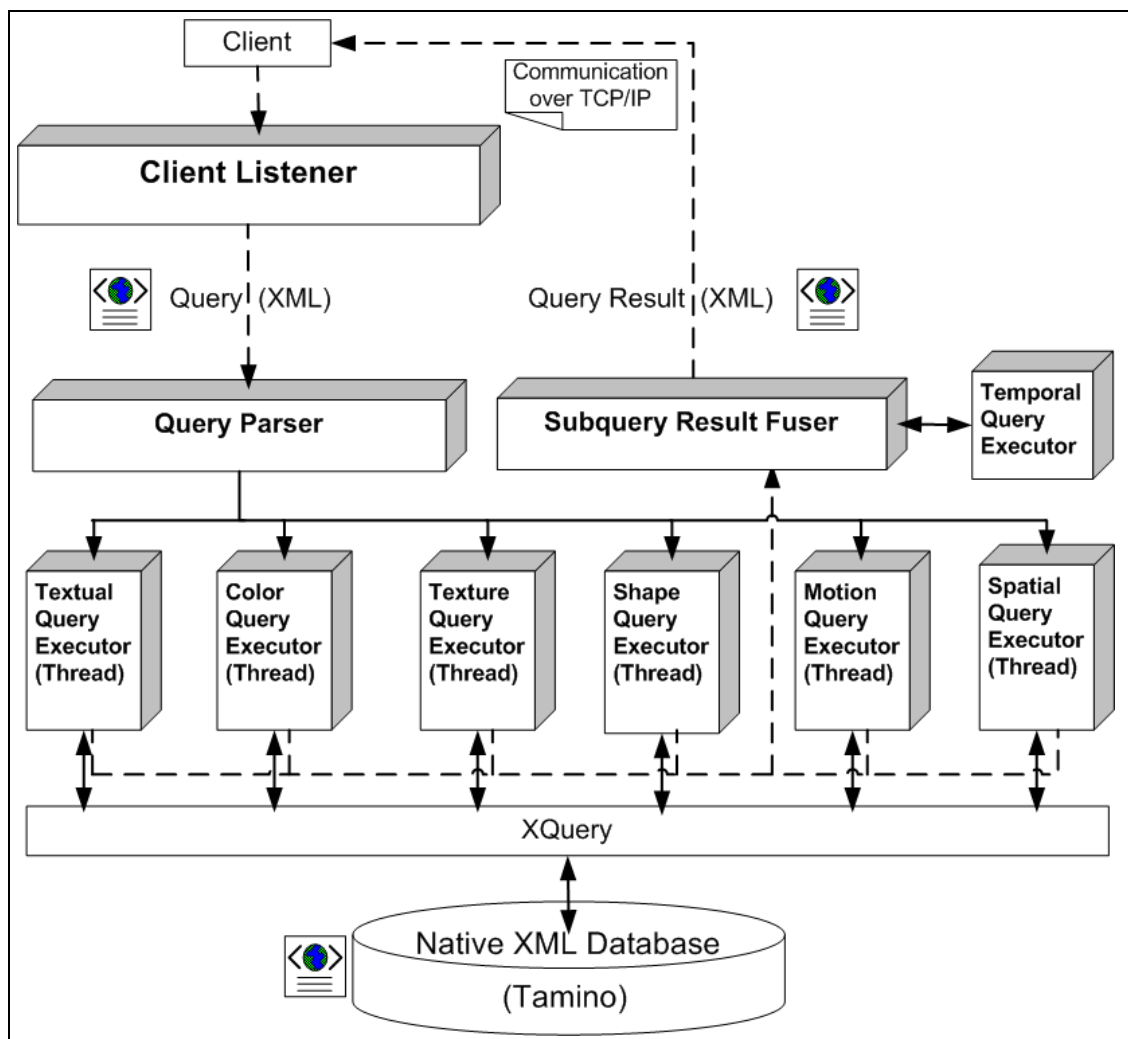 Client
Communication
over TCP/IP
Client Listener
Query (XML)
Query Result (XML)
Query Parser
Subquery Result Fuser
Temporal
Query
Executor
Textual
Query
Executor
(Thread)
Color
Query
Executor
(Thread)
Texture
Query
Executor
(Thread)
Shape
Query
Executor
(Thread)
Motion
Query
Executor
(Thread)
Spatial
Query
Executor
(Thread)
XQuery
Native XML Database
(Tamino)